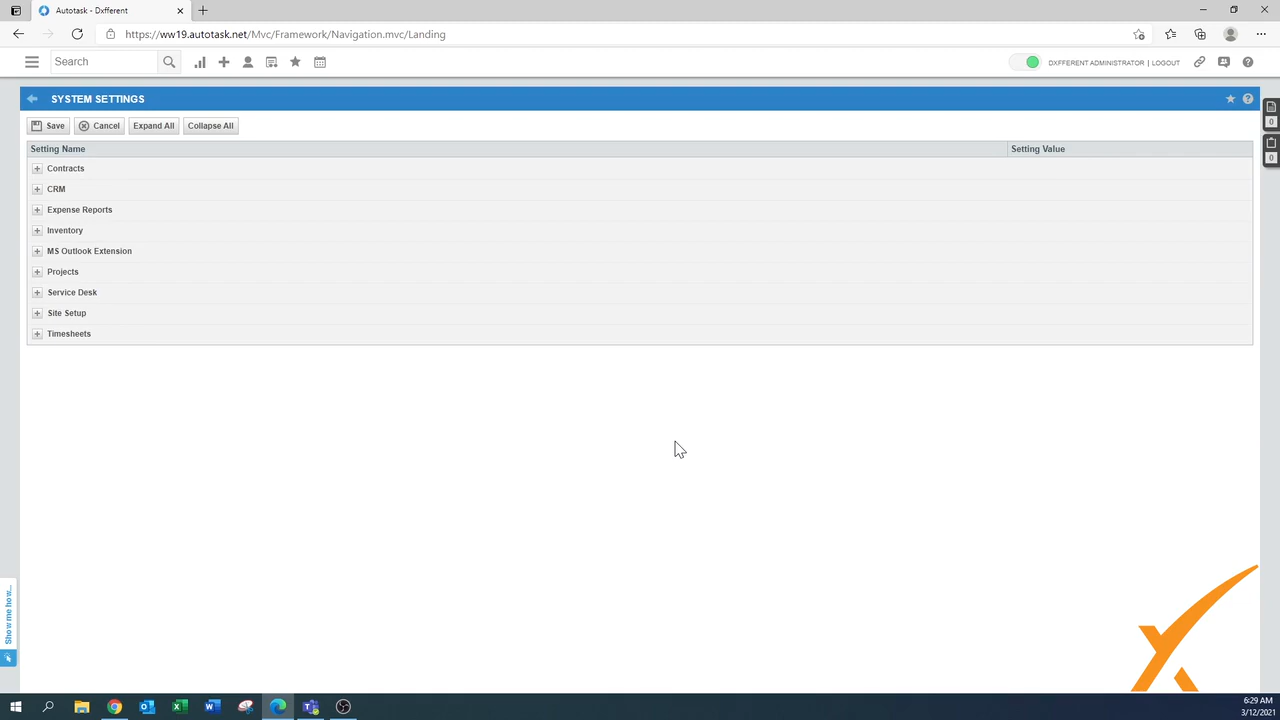 Autotask - Dxfferent
https://ww19.autotask.net/Mvc/Framework/Navigation.mvc/Landing
Search
DXFFERENT ADMINISTRATOR | LOGOUT
SYSTEM SETTINGS
Save Cancel Expand All Collapse All
0
Setting Name Setting Value
0
Contracts
CRM
Expense Reports
Inventory
MS Outlook Extension
Projects
Service Desk
Site Setup
Timesheets
Show me how...
6:29 AM
3/12/2021